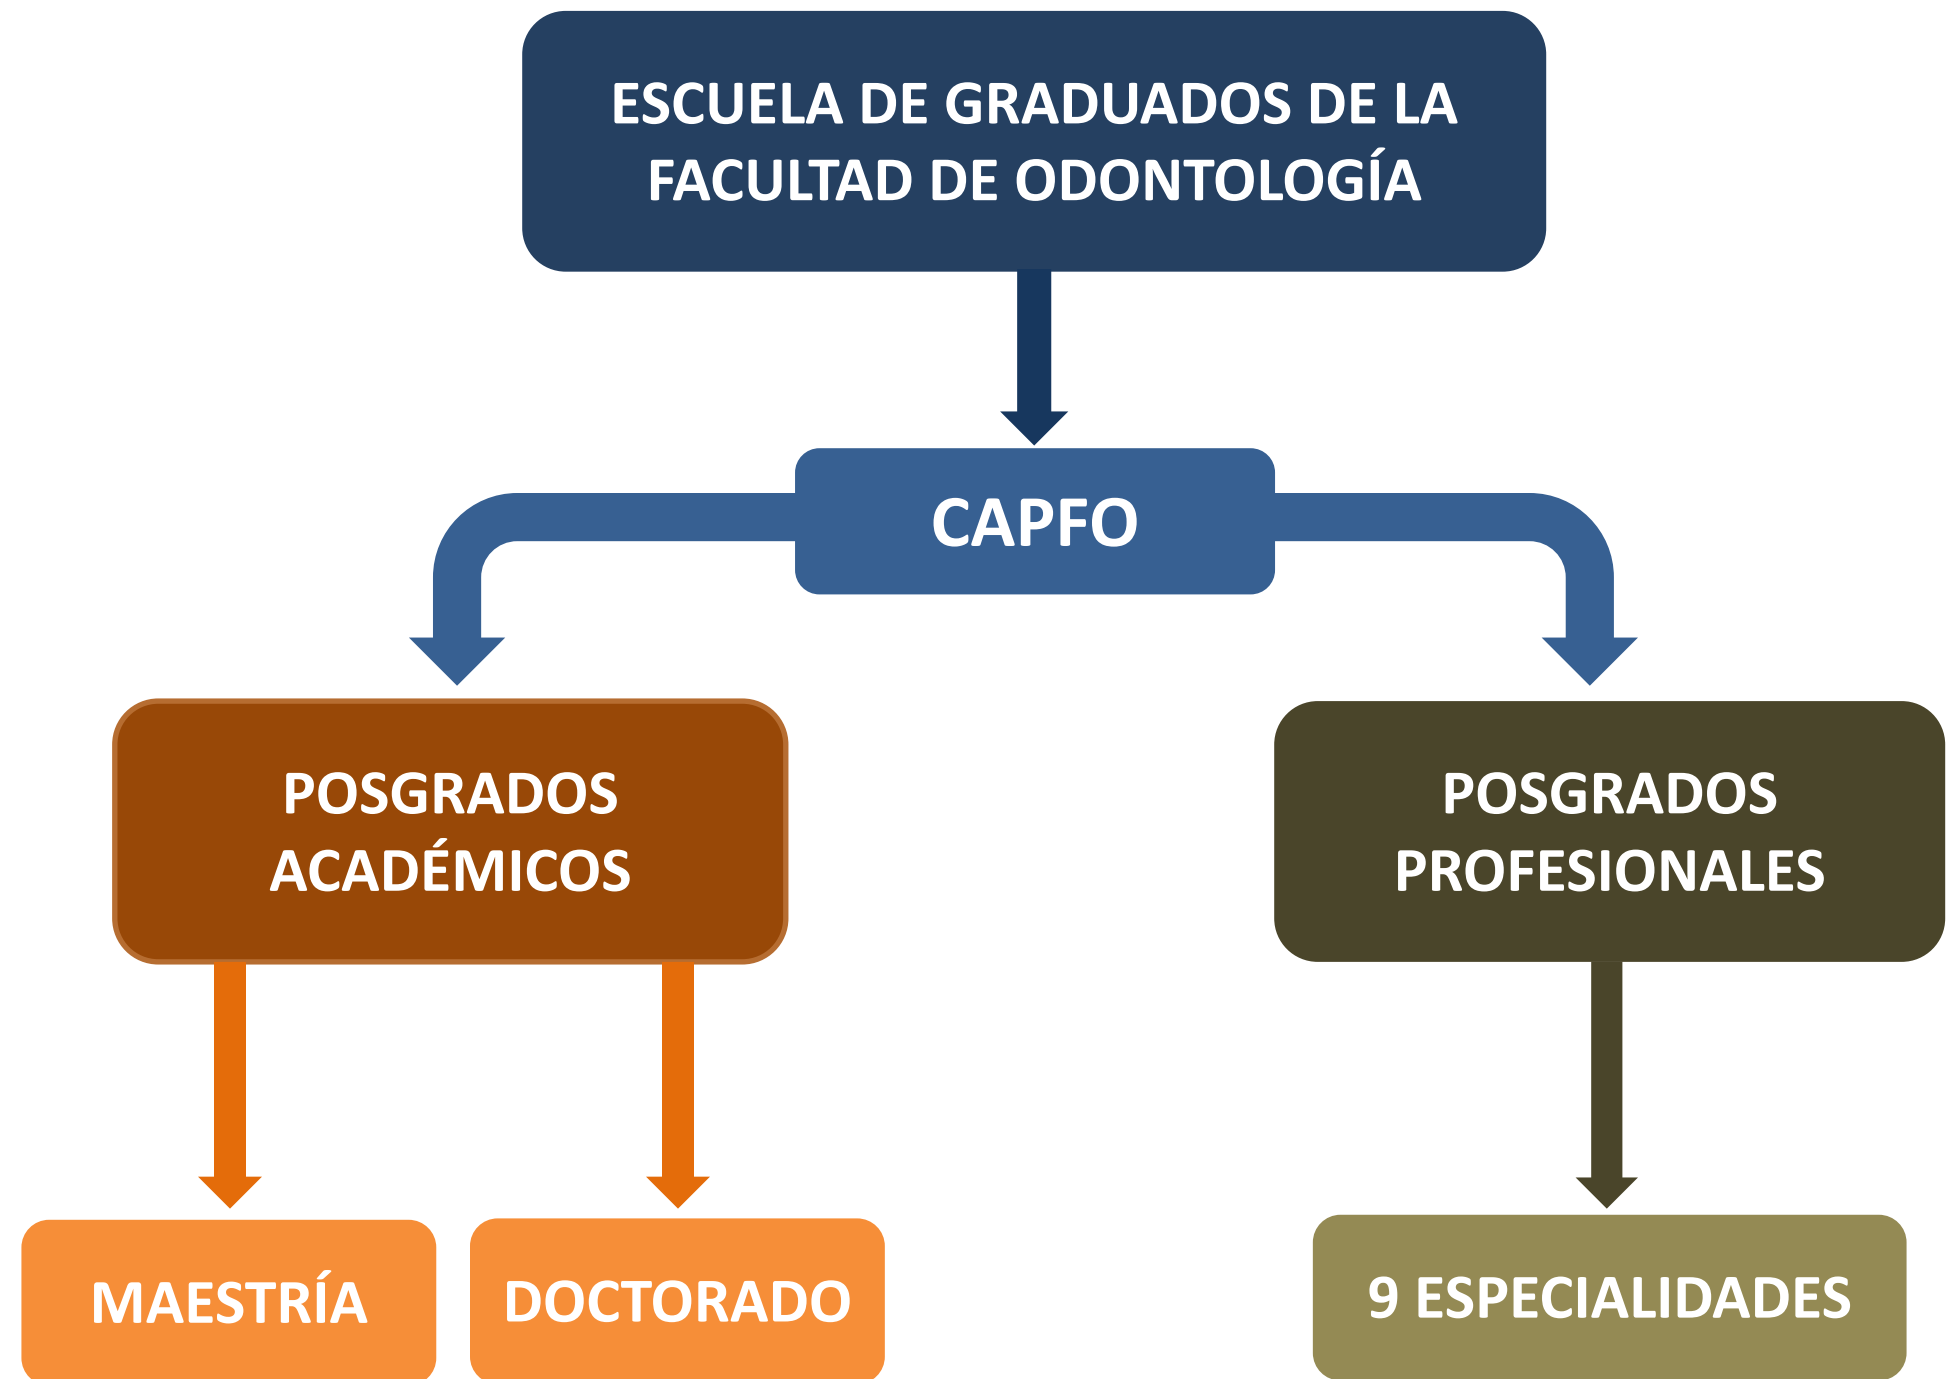 ESCUELA DE GRADUADOS DE LA
FACULTAD DE ODONTOLOGÍA
CAPFO
POSGRADOS
ACADÉMICOS
POSGRADOS
PROFESIONALES
MAESTRÍA
DOCTORADO
9 ESPECIALIDADES